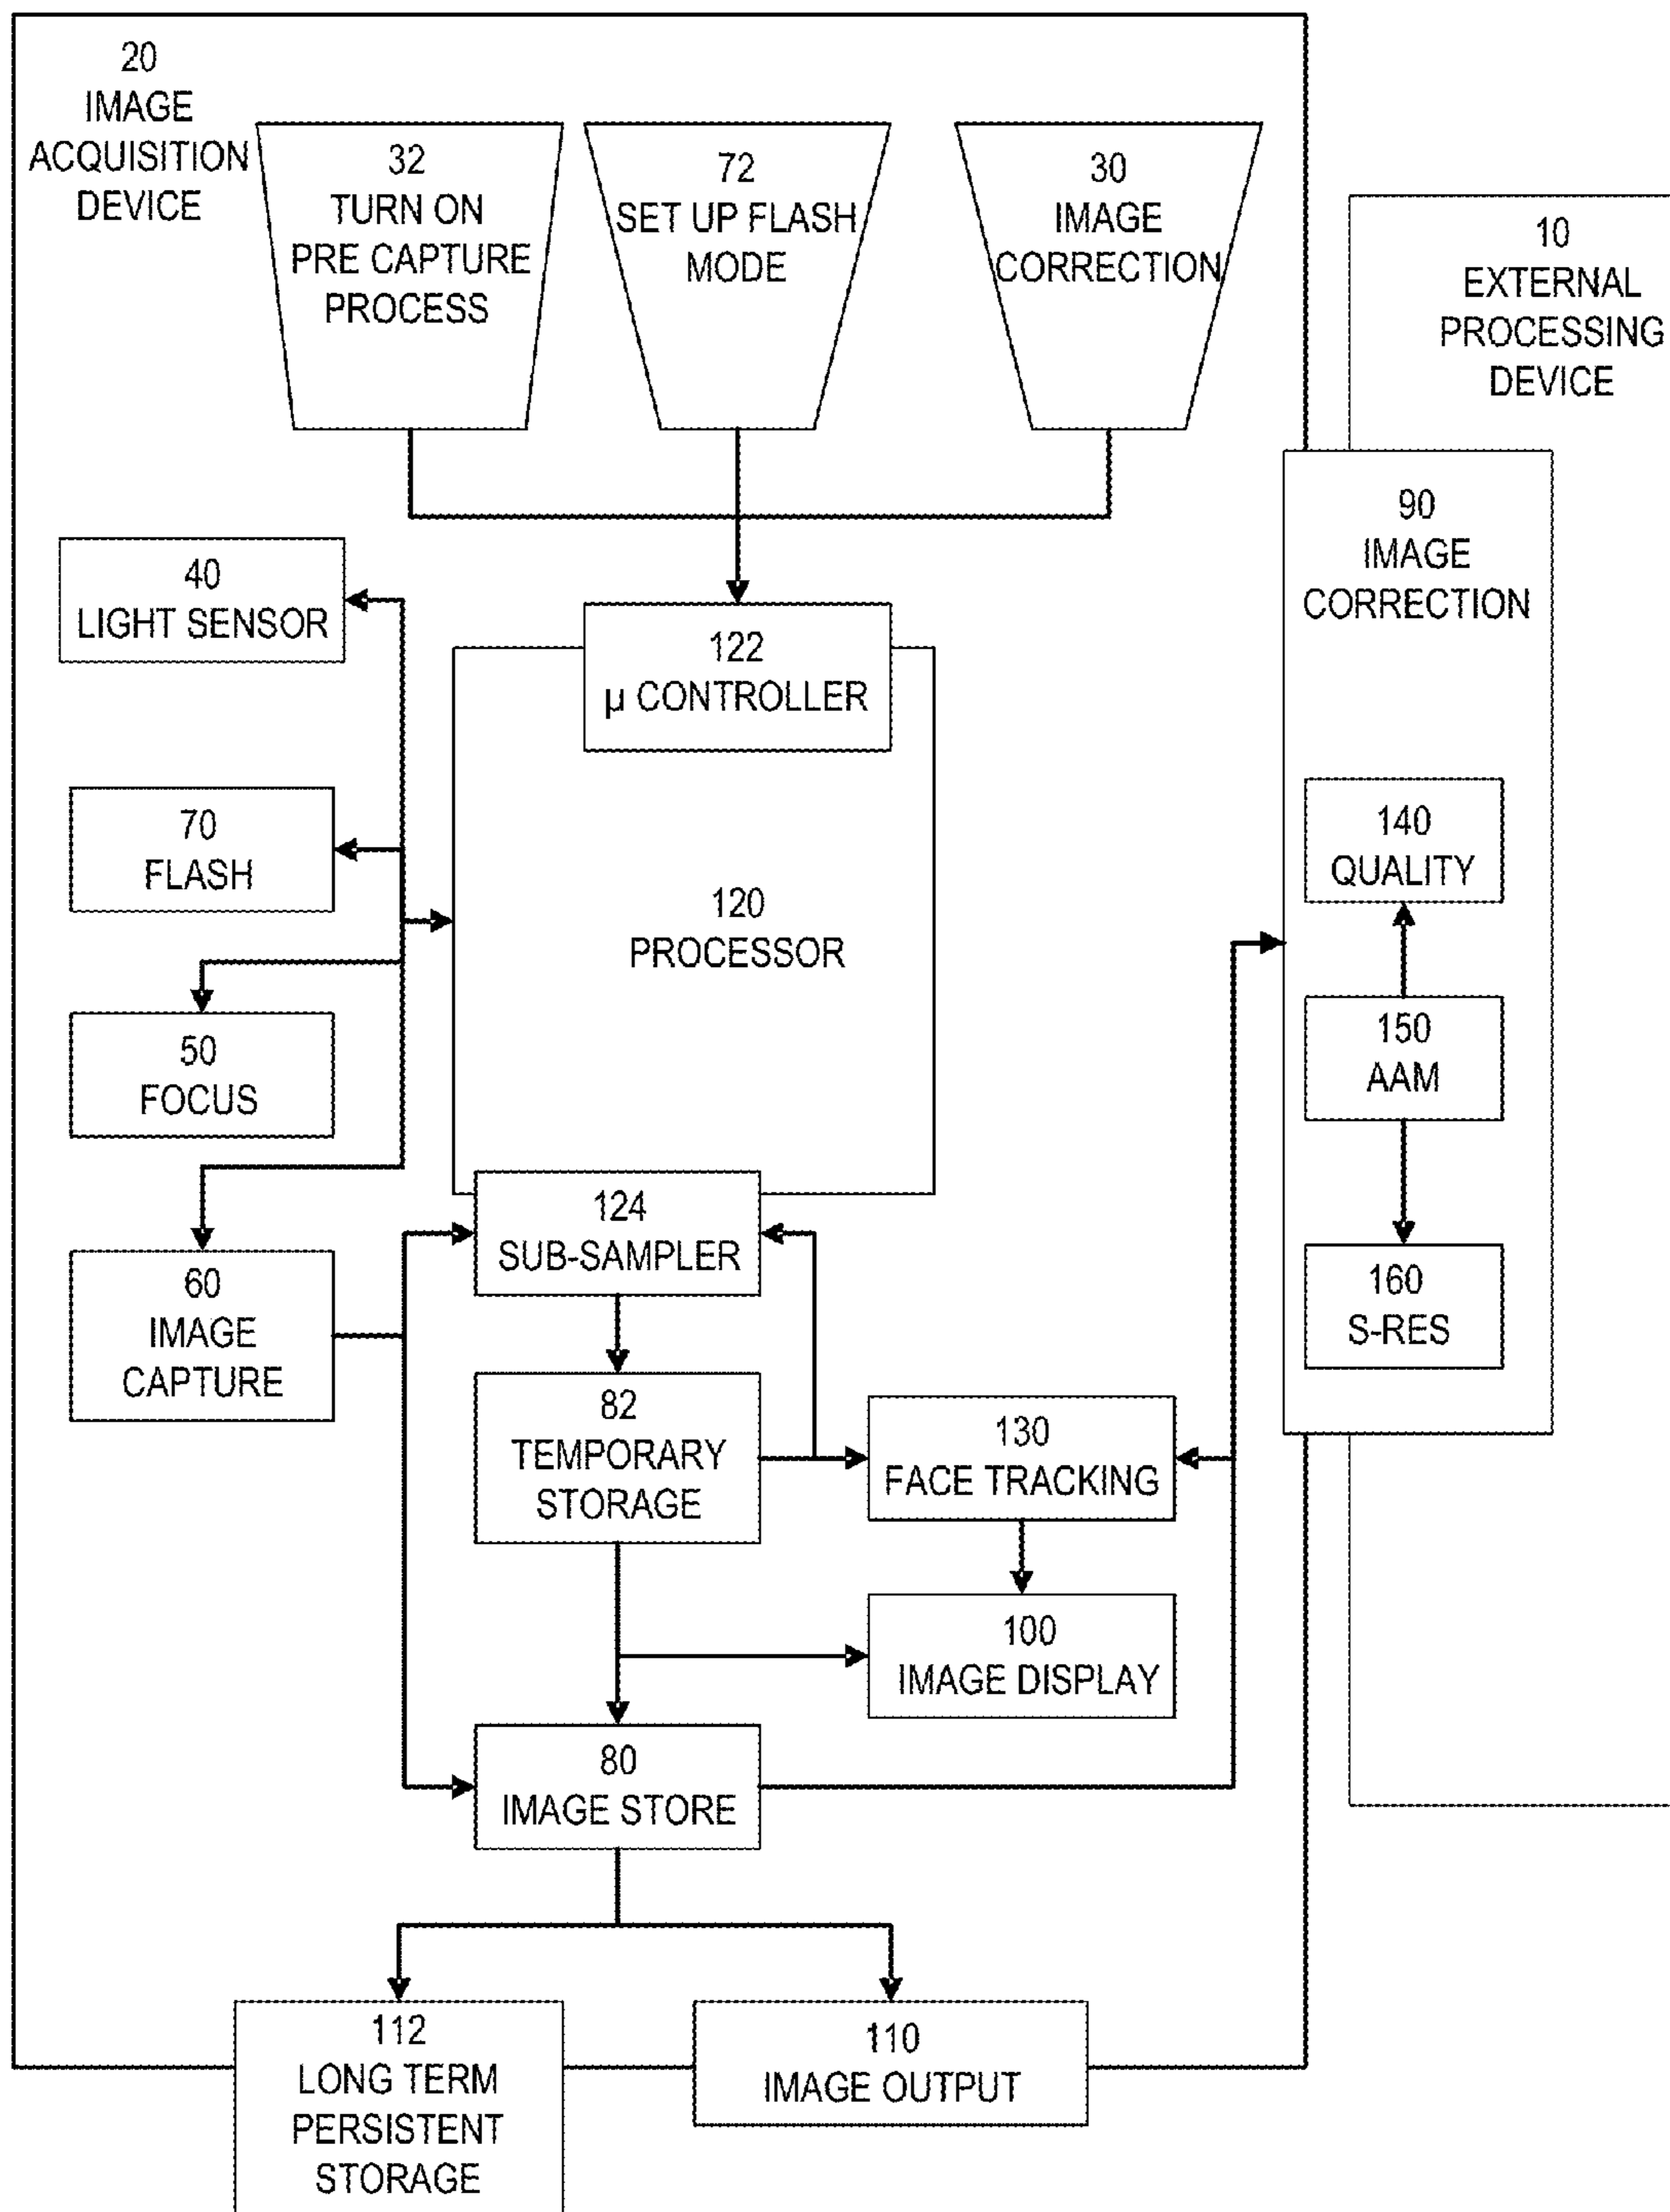 20
IMAGE
ACQUISITION
DEVICE
32
TURN ON
PRE CAPTURE
PROCESS
72
SET UP FLASH
MODE
30
IMAGE
CORRECTION
10
EXTERNAL
PROCESSING
DEVICE
40
LIGHT SENSOR
122
µ CONTROLLER
90
IMAGE
CORRECTION
70
FLASH
120
PROCESSOR
140
QUALITY
50
FOCUS
150
AAM
124
SUB-SAMPLER
60
IMAGE
CAPTURE
160
S-RES
82
TEMPORARY
STORAGE
130
FACE TRACKING
100
IMAGE DISPLAY
80
IMAGE STORE
112
LONG TERM
PERSISTENT
STORAGE
110
IMAGE OUTPUT